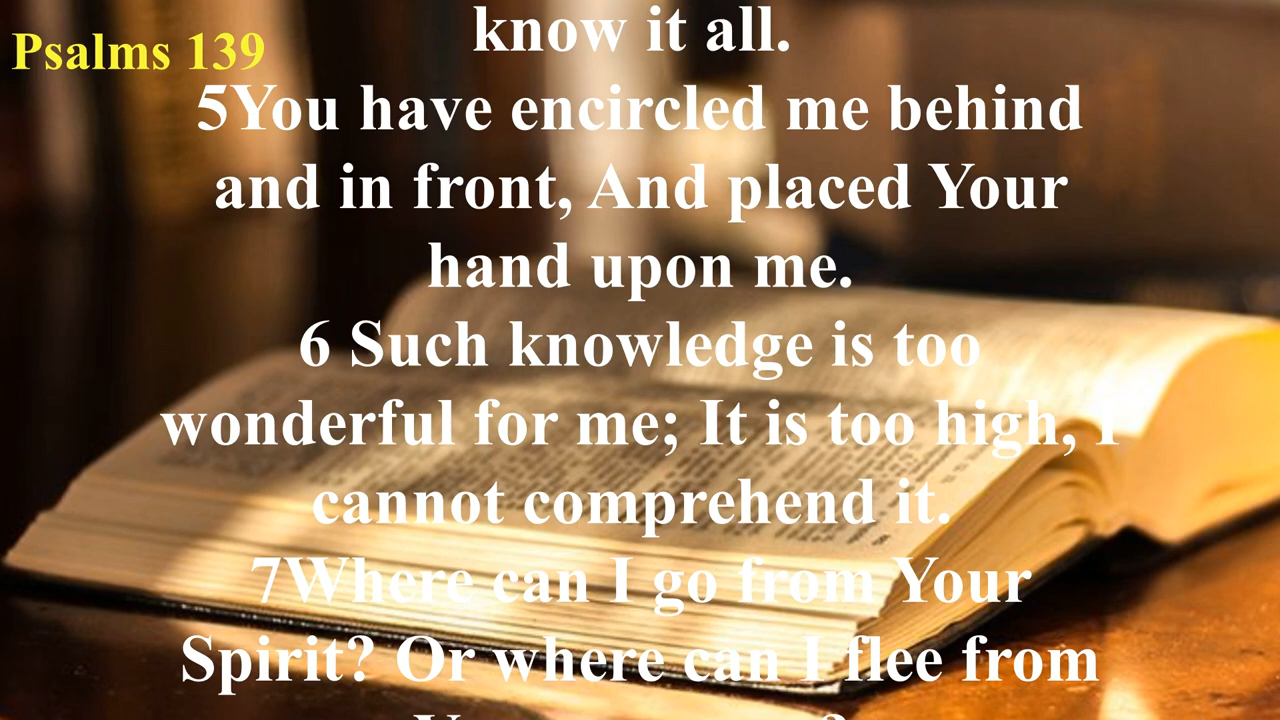 know it all.
Psalms 139
5You have encircled me behind
and in front, And placed Your
hand upon me.
6 Such knowledge is too
wonderful for me; It is too high, I
cannot comprehend it.
7Where can I go from Your
Spirit? Or where can I flee from